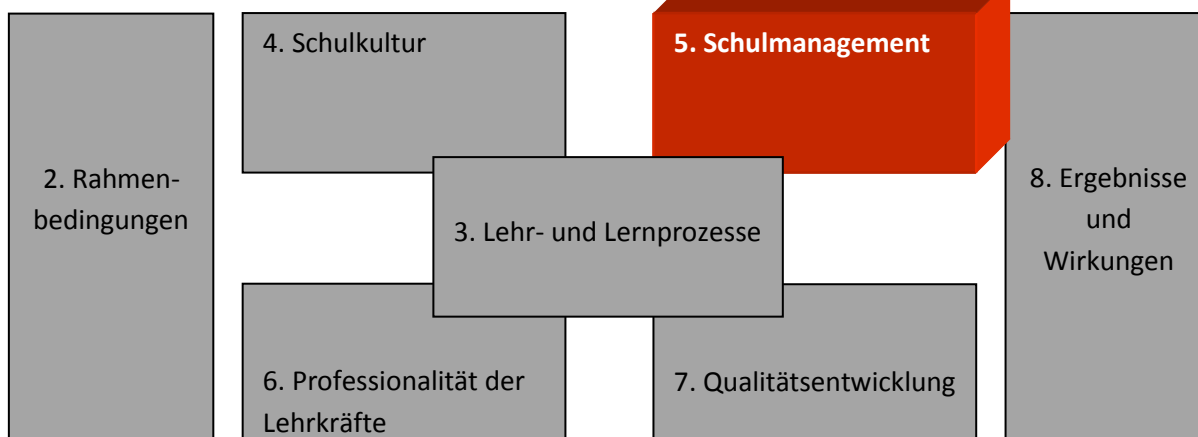 4. Schulkultur
5. Schulmanagement
2. Rahmen-
bedingungen
3. Lehr- und Lernprozesse
8. Ergebnisse
und
Wirkungen
6. Professionalität der
Lehrkräfte
7. Qualitätsentwicklung